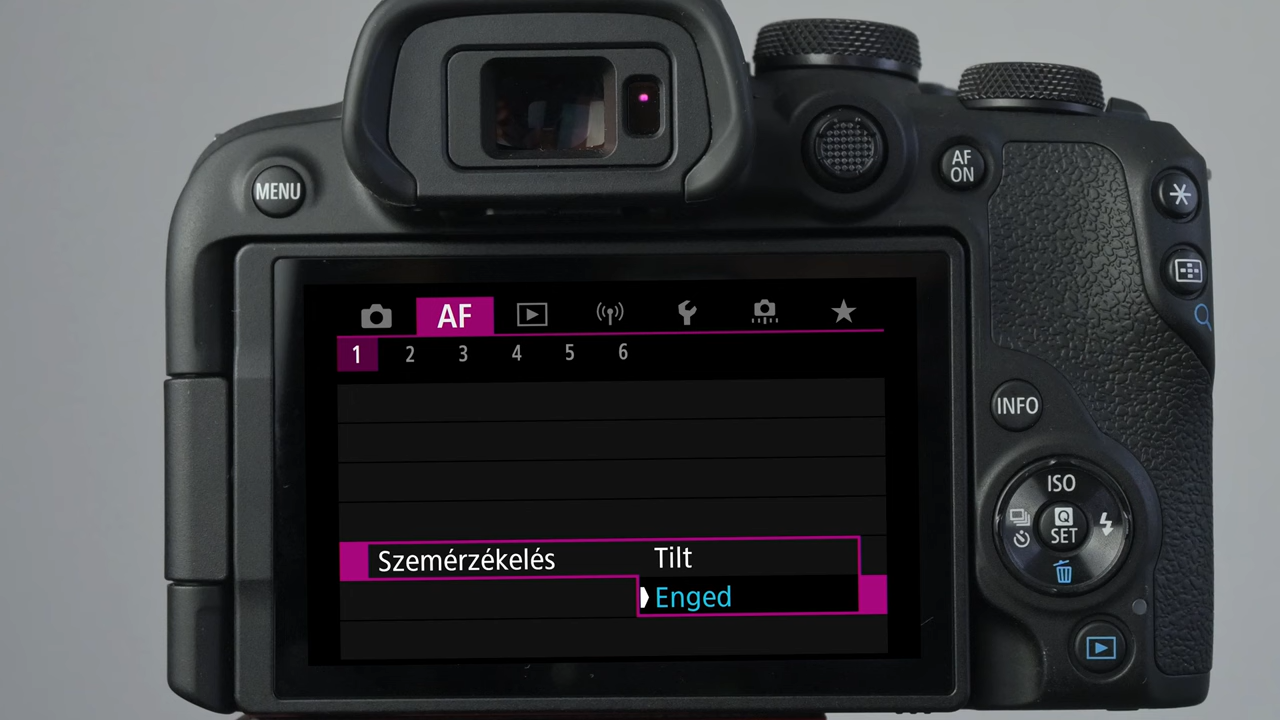 MENU
AF
ON
AF
1 2 3 4 5 6
INFO
ISO
Q
SET
Szemérzékelés Tilt
Enged